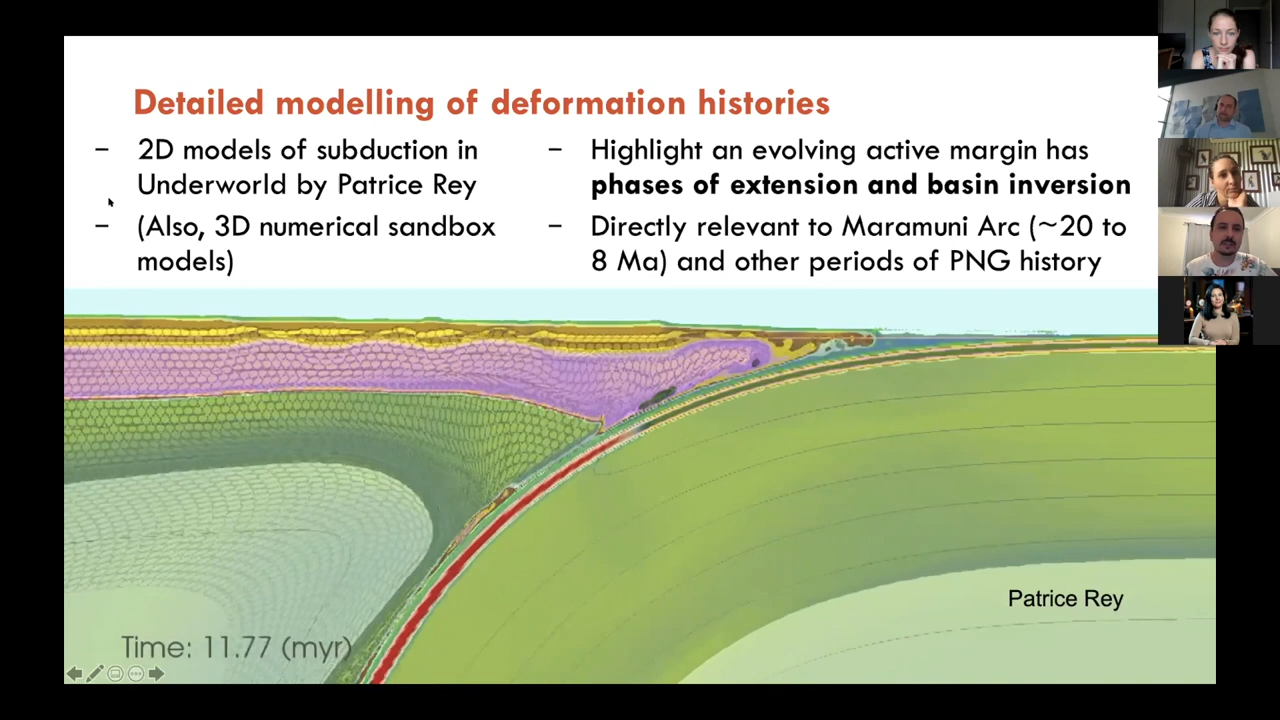 Detailed modelling of deformation histories
– 2D models of subduction in
Underworld by Patrice Rey
– (Also, 3D numerical sandbox
models)
– Highlight an evolving active margin has
phases of extension and basin inversion
– Directly relevant to Maramuni Arc (~20 to
8 Ma) and other periods of PNG history
Patrice Rey
Time: 11.77 (myr)